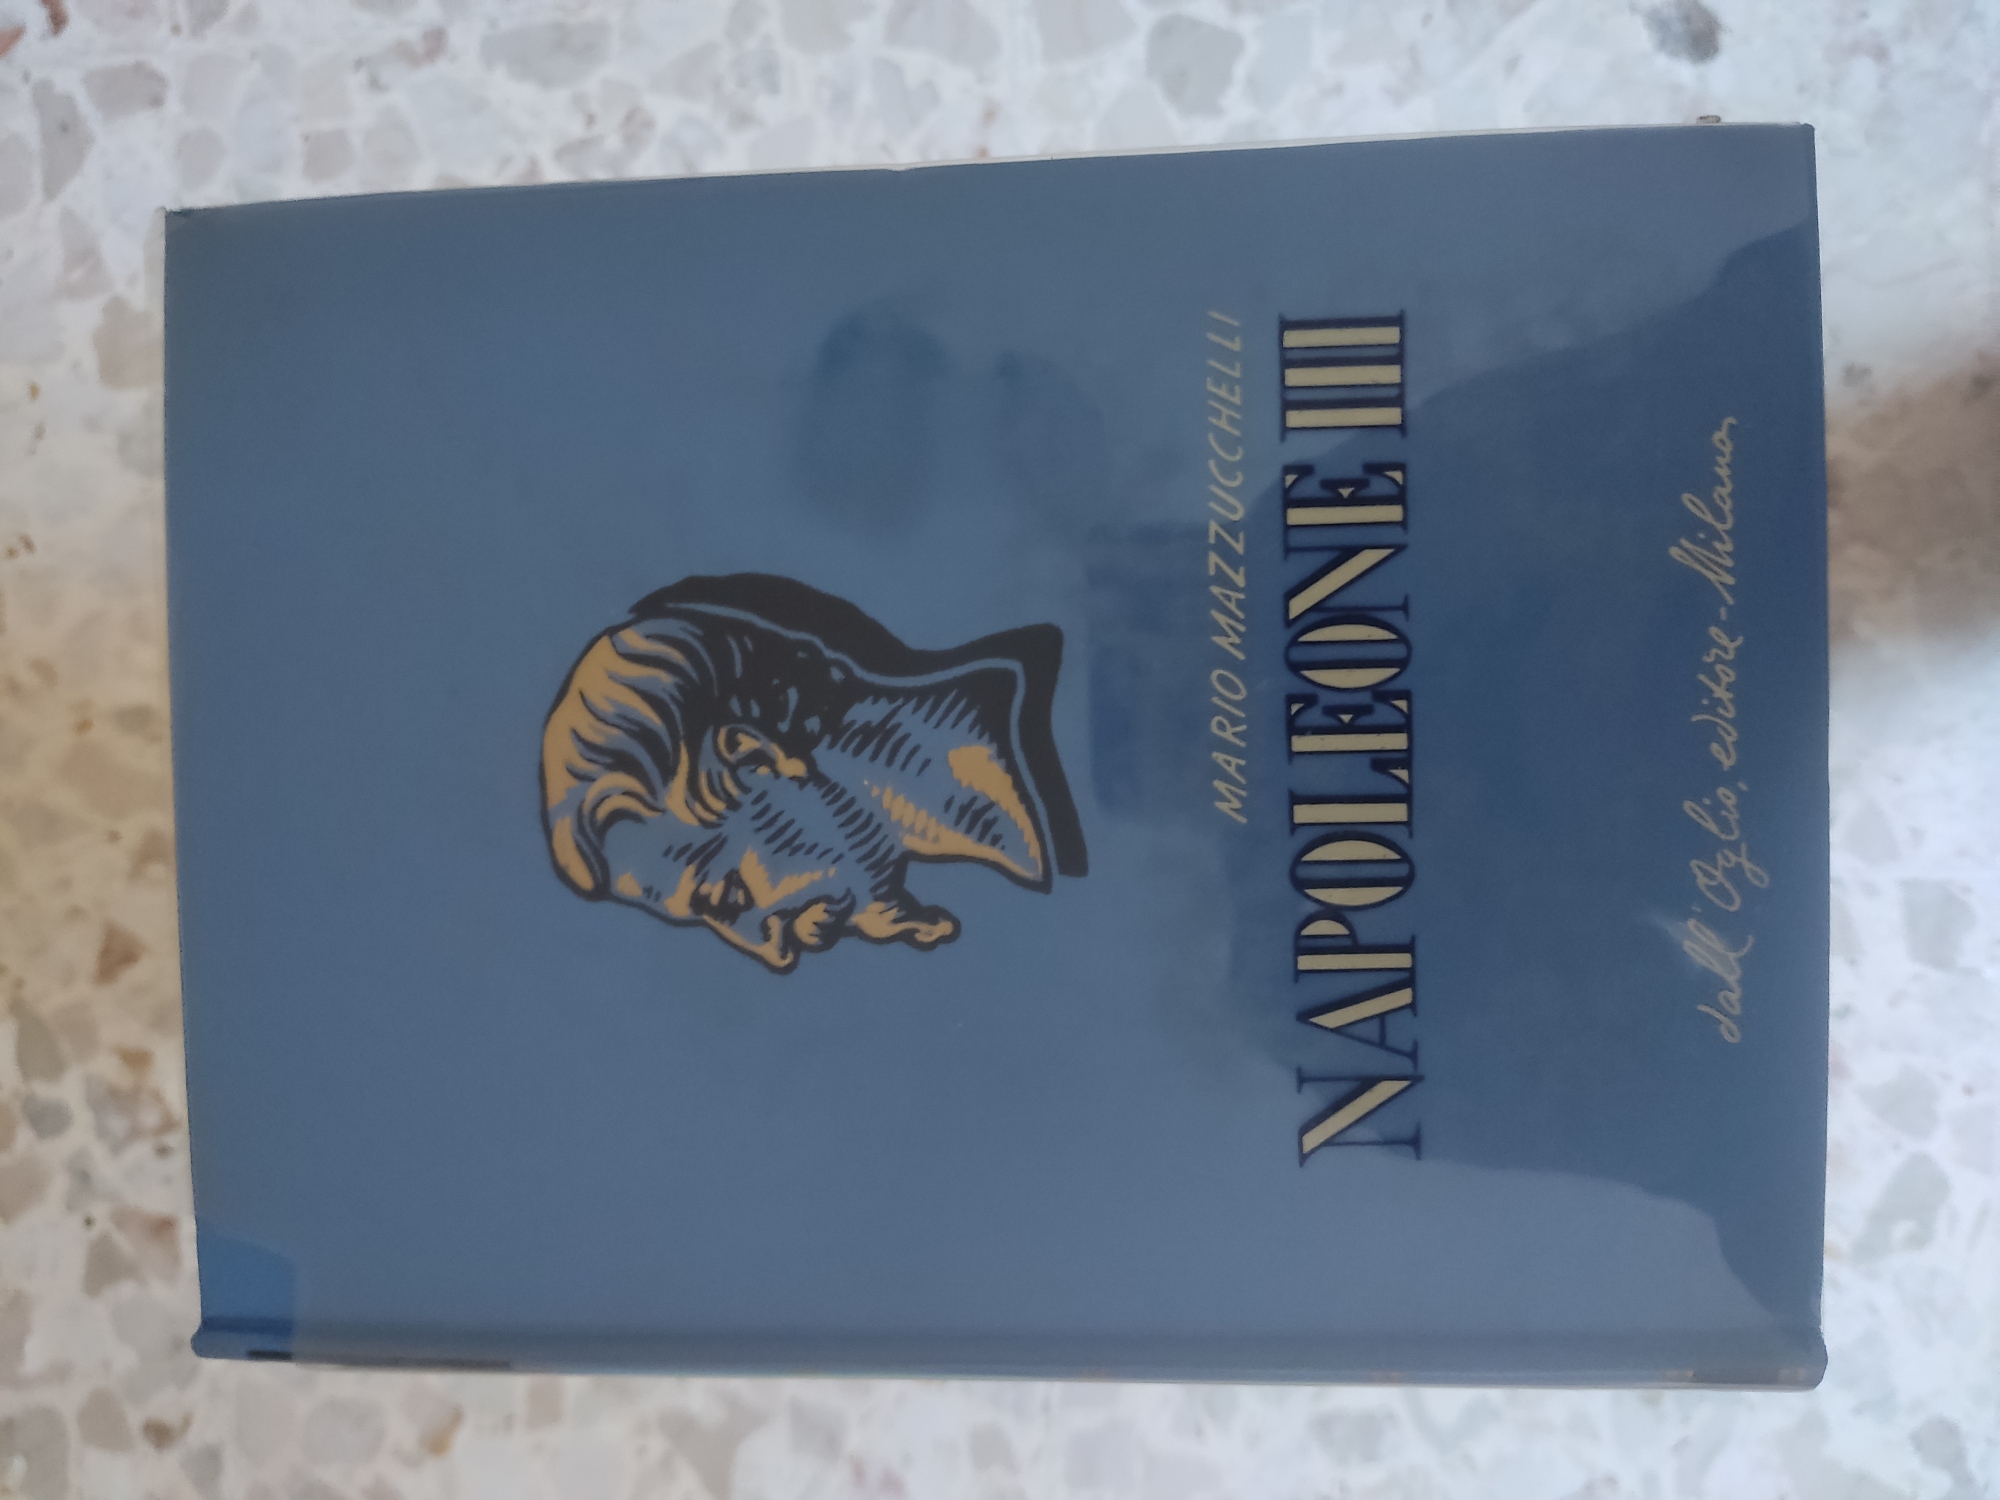 MARIO MAZZUCCHELLI
NAPOLEONE III
dall'Oglio, editore - Milano